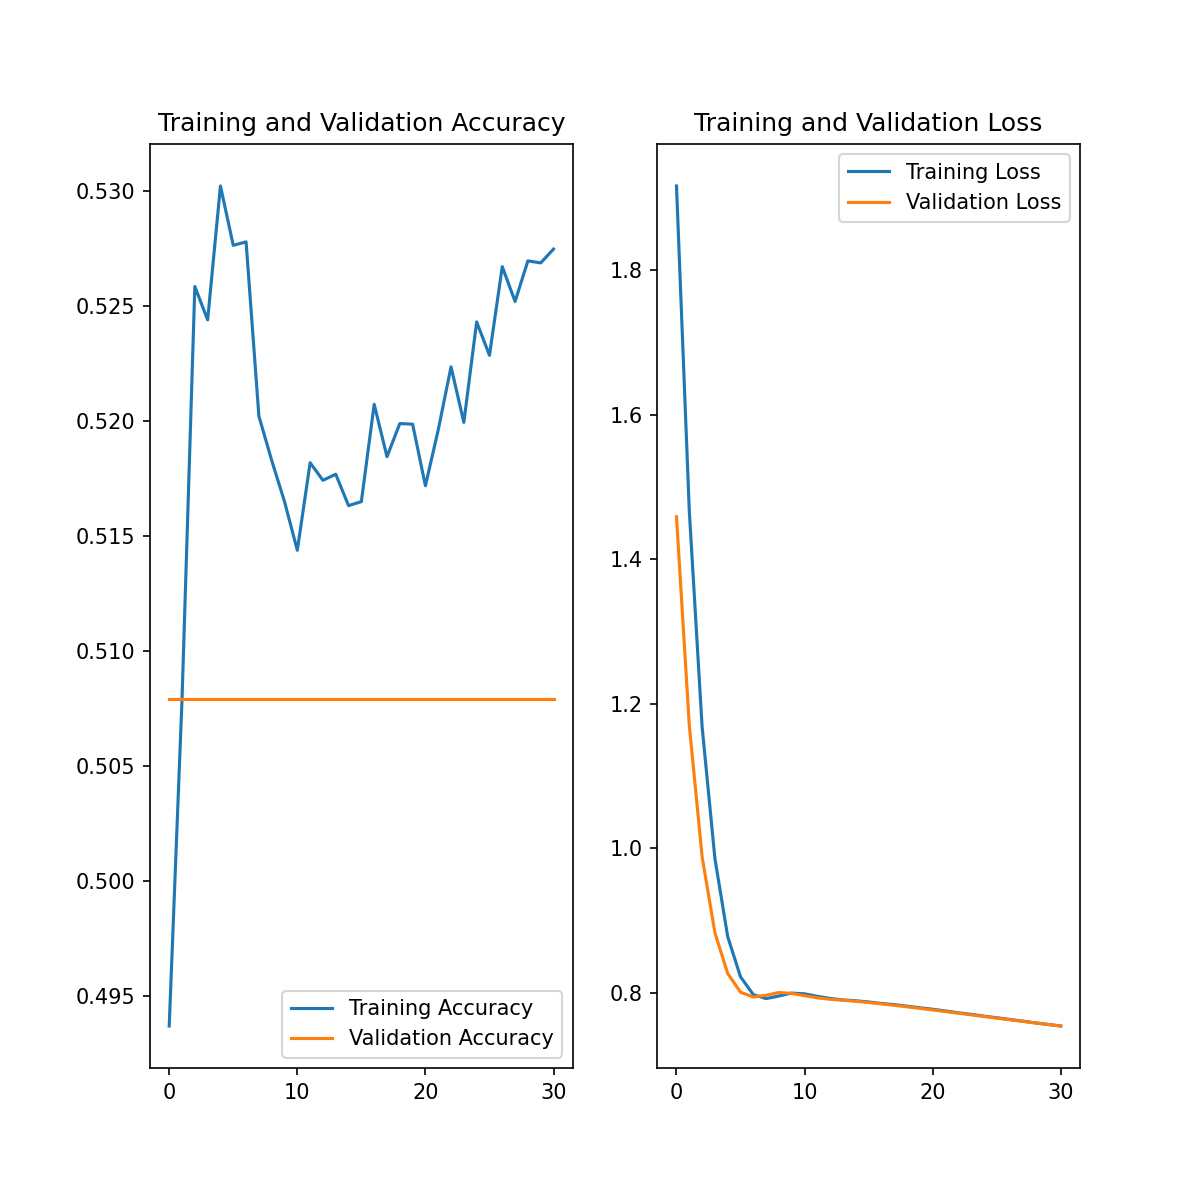 Training and Validation Accuracy
0.530
0.525
0.520
0.515
0.510
0.505
0.500
0.495
Training Accuracy
Validation Accuracy
0 10 20 30
Training and Validation Loss
Training Loss
Validation Loss
1.8
1.6
1.4
1.2
1.0
0.8
0 10 20 30